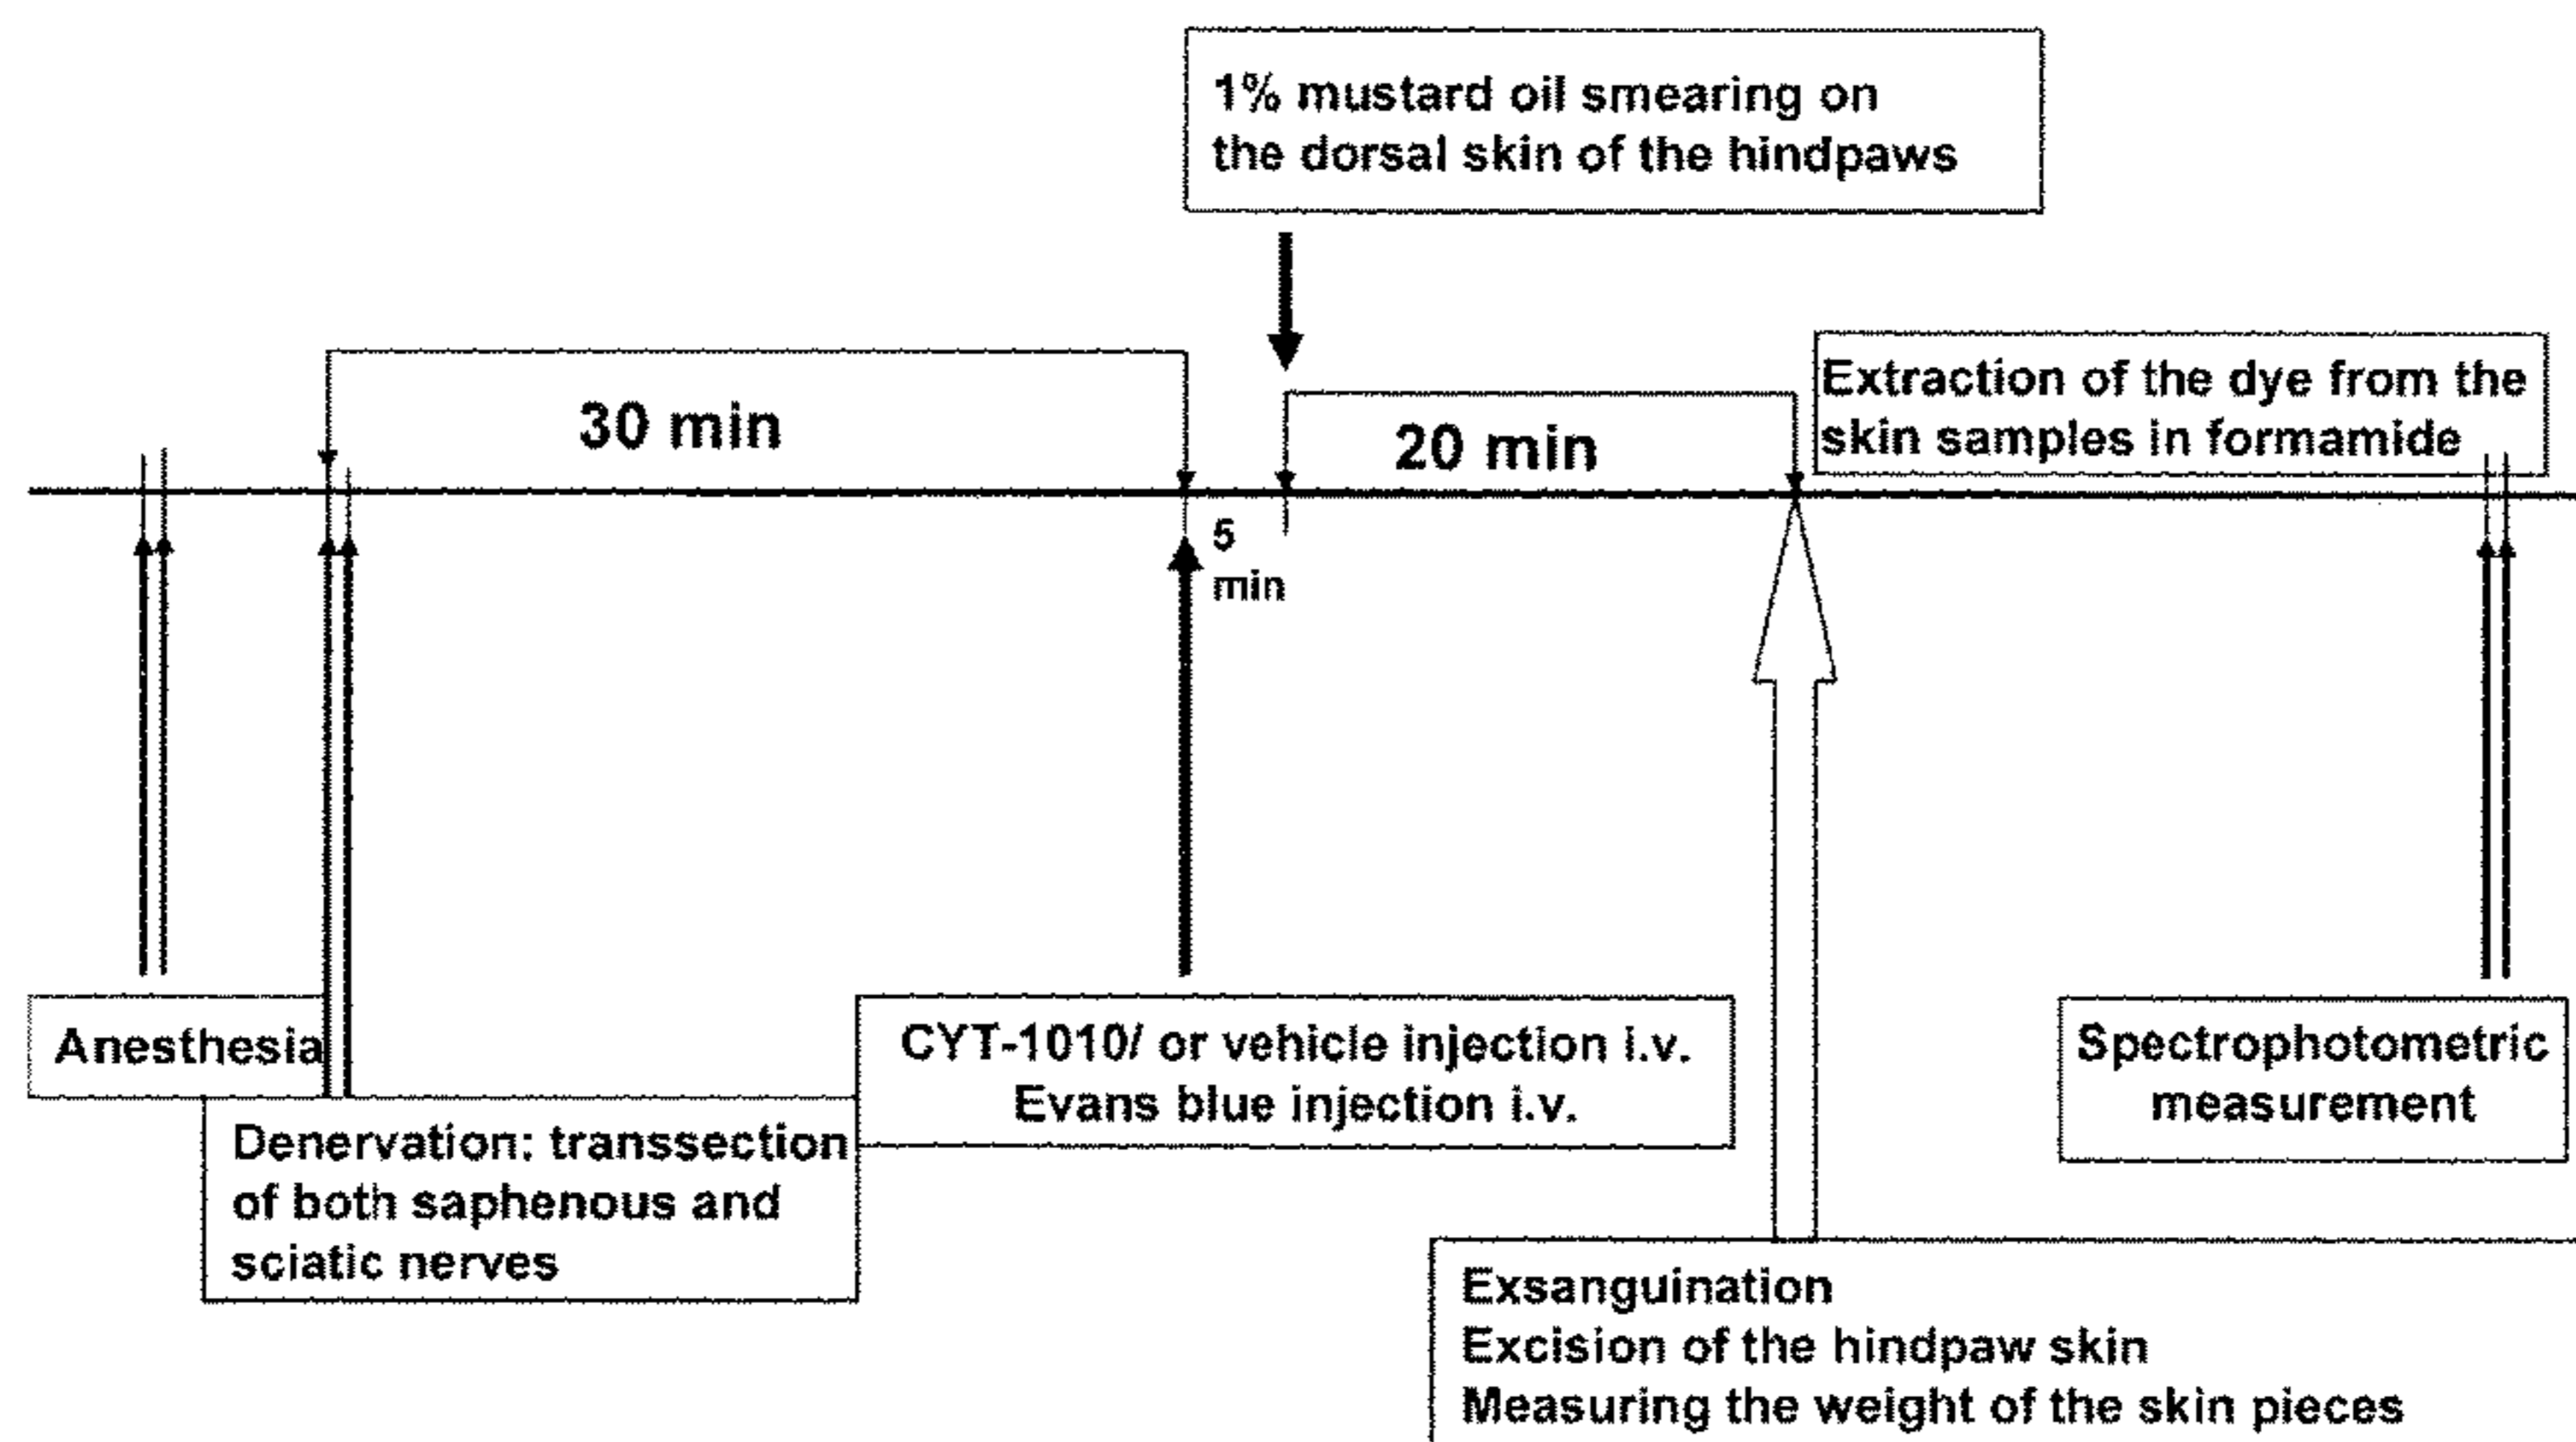 1% mustard oil smearing on
the dorsal skin of the hindpaws
30 min
20 min
Extraction of the dye from the
skin samples in formamide
5
min
Anesthesia
Denervation: transsection
of both saphenous and
sciatic nerves
CYT-1010/ or vehicle injection i.v.
Evans blue injection i.v.
Spectrophotometric
measurement
Exsanguination
Excision of the hindpaw skin
Measuring the weight of the skin pieces